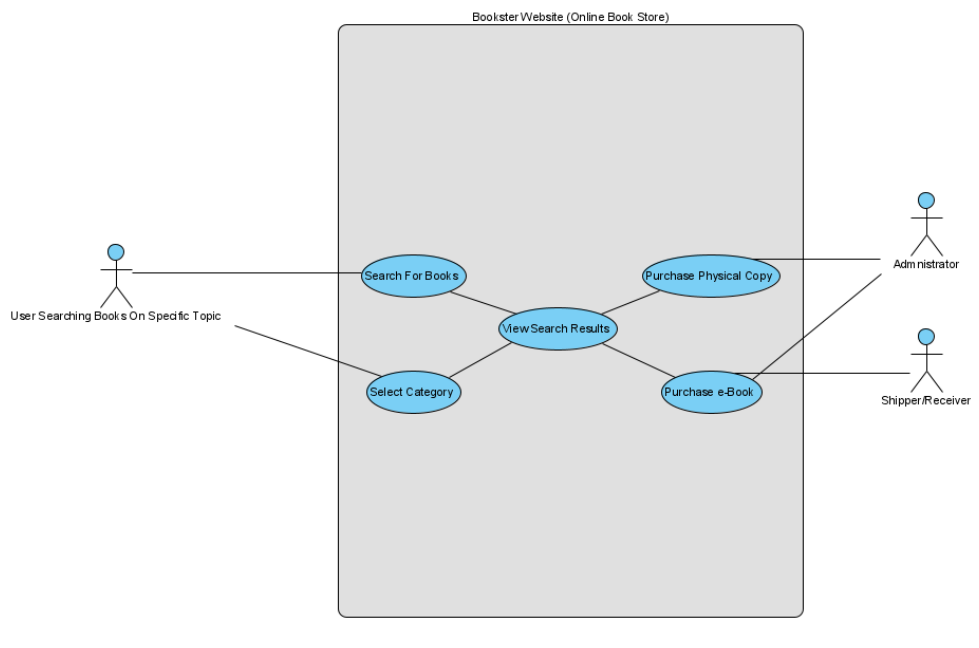 Bookster Website (Online Book Store)
Search For Books
Purchase Physical Copy
Admnistrator
User Searching Books On Specific Topic
View Search Results
Select Category
Purchase e-Book
Shipper/Receiver